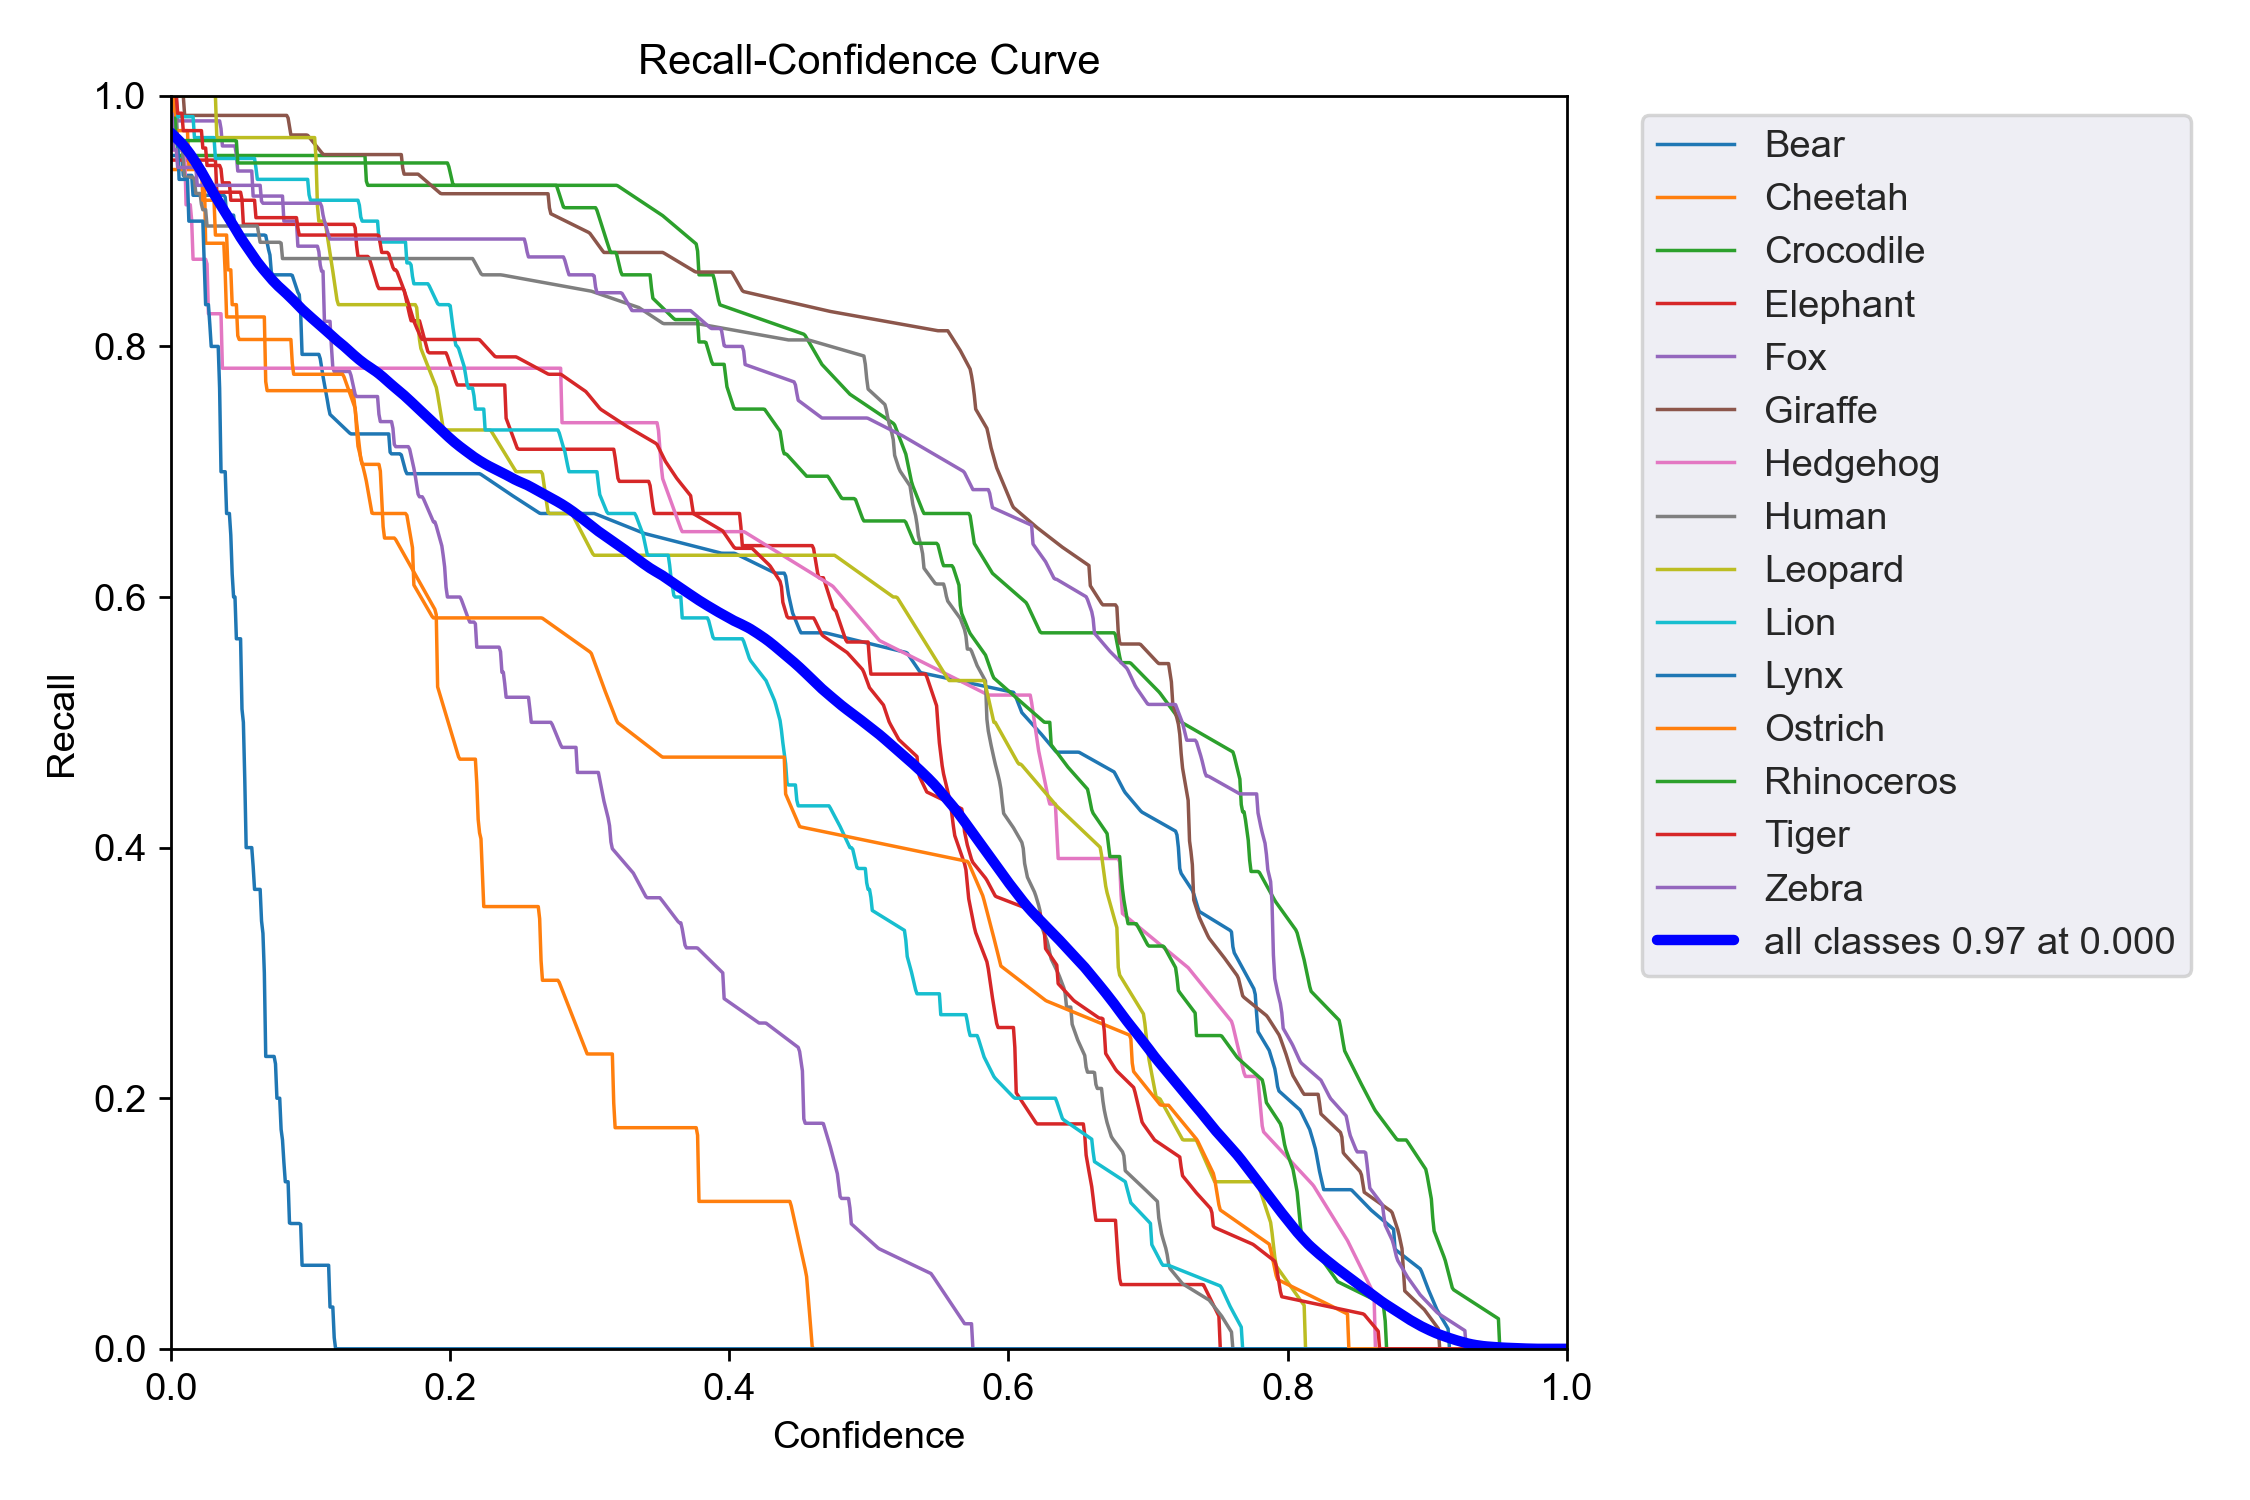 Recall-Confidence Curve
1.0
0.8
0.6
0.4
0.2
0.0
Recall
0.0 0.2 0.4 0.6 0.8 1.0
Confidence
Bear
Cheetah
Crocodile
Elephant
Fox
Giraffe
Hedgehog
Human
Leopard
Lion
Lynx
Ostrich
Rhinoceros
Tiger
Zebra
all classes 0.97 at 0.000